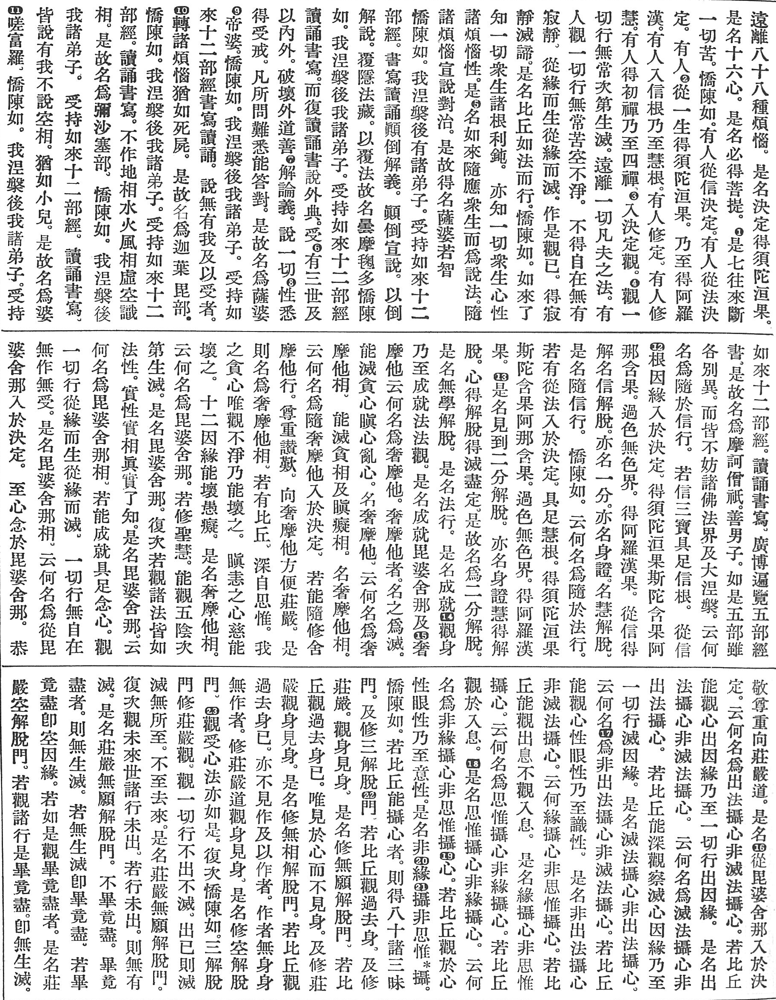 遠離八十八種煩惱。是名決定得須陀洹果。
是名十六心。是名必得菩提。❶是七往來斷
一切苦。憍陳如。有人從信決定。有人從法決
定。有人❷從一生得須陀洹果。乃至得阿羅
漢。有人入信根乃至慧根。有人修定。有人修
慧。有人得初禪乃至四禪。❸入決定觀。❹觀一
切行無常次第生滅。遠離一切凡夫之法。有
人觀一切行無常苦空不淨。不得自在無有
寂靜。從緣而生從緣而滅。作是觀已。得寂
靜滅諦。是名比丘如法而行。憍陳如。如來了
知一切衆生諸根利鈍。亦知一切衆生心性
諸煩惱性。是❺名如來隨應衆生而爲說法。隨
諸煩惱宣說對治。是故得名薩婆若智
憍陳如。我涅槃後有諸弟子。受持如來十二
部經。書寫讀誦顚倒解義。顚倒宣說。以倒
解說。覆隱法藏。以覆法故名曇摩毱多憍陳
如。我涅槃後我諸弟子。受持如來十二部經
讀誦書寫。而復讀誦書說外典。受❻有三世及
以內外。破壞外道善❼解論義。說一切❽性悉
得受戒。凡所問難悉能答對。是故名爲薩婆
❾帝婆。憍陳如。我涅槃後我諸弟子。受持如
來十二部經書寫讀誦。說無有我及以受者。
❿轉諸煩惱猶如死屍。是故名爲迦葉毘部。
憍陳如。我涅槃後我諸弟子。受持如來十二
部經。讀誦書寫。不作地相水火風相虛空識
相。是故名爲彌沙塞部。憍陳如。我涅槃後
我諸弟子。受持如來十二部經。讀誦書寫。
皆說有我不說空相。猶如小兒。是故名爲婆
⓫嗟富羅。憍陳如。我涅槃後我諸弟子。受持
如來十二部經。讀誦書寫。廣博遍覽五部經
書。是故名爲摩訶僧祇。善男子。如是五部雖
各別異。而皆不妨諸佛法界及大涅槃。云何
名爲隨於信行。若信三寶具足信根。從信
⓬根因緣入於決定。得須陀洹果斯陀含果阿
那含果。過色無色界。得阿羅漢果。從信得
解名信解脫。亦名一分。亦名身證。名慧解脫。
是名隨信行。憍陳如。云何名爲隨於法行。
若有從法入於決定。具足慧根。得須陀洹果
斯陀含果阿那含果。過色無色界。得阿羅漢
果。⓭是名見到二分解脫。亦名身證慧得解
脫。心得解脫得滅盡定。是故名爲二分解脫。
是名無學解脫。是名法行。是名成就⓮觀身
乃至成就法法觀。是名成就毘婆舍那及⓯奢
摩他云何名爲奢摩他。奢摩他者。名之爲滅。
能滅貪心瞋心亂心。名奢摩他。云何名爲奢
摩他相。能滅貪相及瞋癡相。名奢摩他相。
云何名爲隨奢摩他入於決定。若能隨修舍
摩他行。尊重讃歎。向奢摩他方便莊嚴。是
則名爲奢摩他相。若有比丘。深自思惟。我
之貪心唯觀不淨乃能壞之。瞋恚之心慈能
壞之。十二因緣能壞愚癡。是名奢摩他相。
云何名爲毘婆舍那。若修聖慧。能觀五陰次
第生滅。是名毘婆舍那。復次若觀諸法皆如
法性。實性實相眞實了知。是名毘婆舍那。云
何名爲毘婆舍那相。若能成就具足念心。觀
一切行從緣而生從緣而滅。一切行無自在
無作無受。是名毘婆舍那相。云何名爲從毘
婆舍那入於決定。至心念於毘婆舍那。恭
敬尊重向莊嚴道。是名⓰從毘婆舍那入於決
定。云何名爲出法攝心非滅法攝心。若比丘
能觀心出因緣乃至一切行出因緣。是名出
法攝心非滅法攝心。云何名爲滅法攝心非
出法攝心。若比丘能深觀察滅心因緣乃至
一切行滅因緣。是名滅法攝心非出法攝心。
云何名⓱爲非出法攝心非滅法攝心。若比丘
能觀心性眼性乃至識性。是名非出法攝心
非滅法攝心。云何緣攝心非思惟攝心。若比
丘能觀出息不觀入息。是名緣攝心非思惟
攝心。云何名爲思惟攝心非緣攝心。若比丘
觀於入息。⓲是名思惟攝心非緣攝心。云何
名爲非緣攝心非思惟攝⓳心。若比丘觀於心
性眼性乃至意性。是名非⓴緣㉑攝非思惟*攝。
憍陳如。若比丘能攝心者。則得八十諸三昧
門。及修三解脫㉒門。若比丘觀過去身。及修
莊嚴。觀身見身。是名修無願解脫門。若比
丘觀過去身已。唯見於心而不見身。及修莊
嚴觀身見身。是名修無相解脫門。若比丘觀
過去身已。亦不見作及以作者。作者無身身
無作者。修莊嚴道觀身見身。是名修空解脫
門。㉓觀受心法亦如是。復次憍陳如。三解脫
門修莊嚴觀。觀一切行不出不滅。出已則滅
滅無所至。不至去來。是名莊嚴無願解脫門。
復次觀未來世諸行未出。若行未出。則無有
滅。是名莊嚴無願解脫門。不畢竟盡。畢竟
盡者。則無生滅。若無生滅卽畢竟盡。若畢
竟盡卽空因緣。若如是觀畢竟盡者。是名莊
嚴空解脫門。若觀諸行是畢竟盡。卽無生滅。